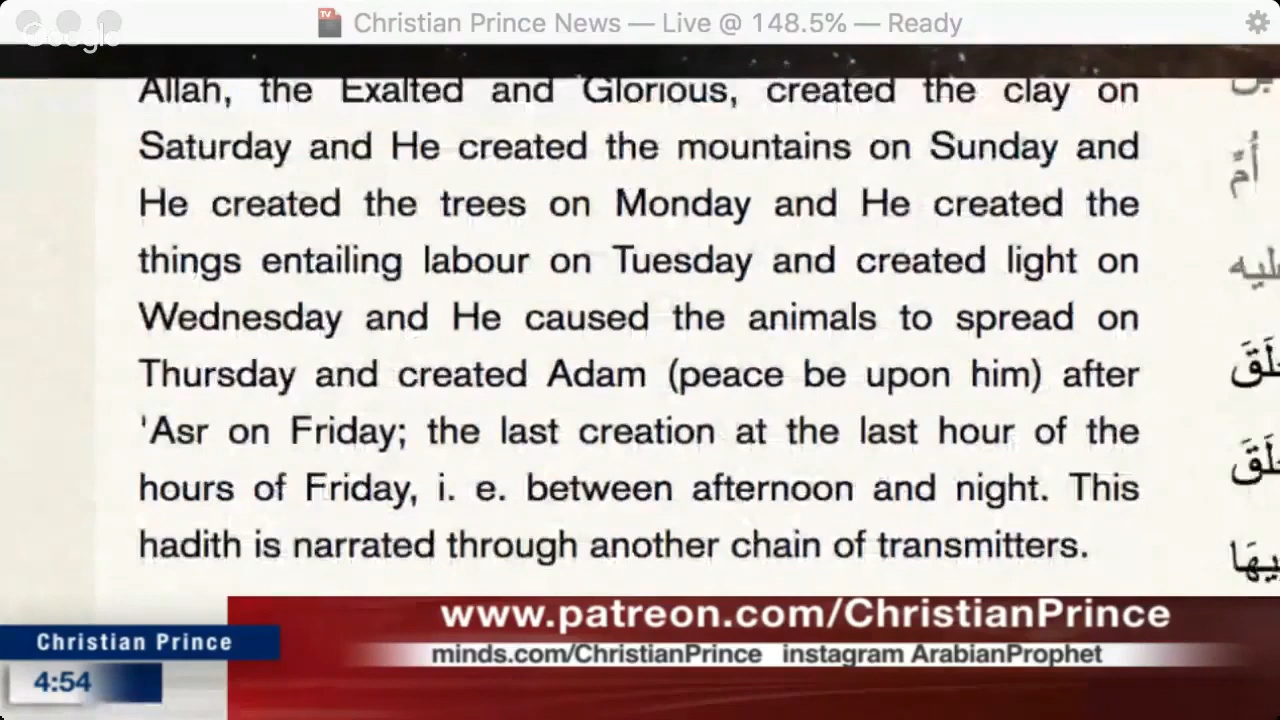 Christian Prince News — Live @ 148.5% — Ready
Google
Allah, the Exalted and Glorious, created the clay on
Saturday and He created the mountains on Sunday and
He created the trees on Monday and He created the
things entailing labour on Tuesday and created light on
Wednesday and He caused the animals to spread on
Thursday and created Adam (peace be upon him) after
'Asr on Friday; the last creation at the last hour of the
hours of Friday, i. e. between afternoon and night. This
hadith is narrated through another chain of transmitters.
www.patreon.com/ChristianPrince
Christian Prince
minds.com/ChristianPrince instagram ArabianProphet
4:54